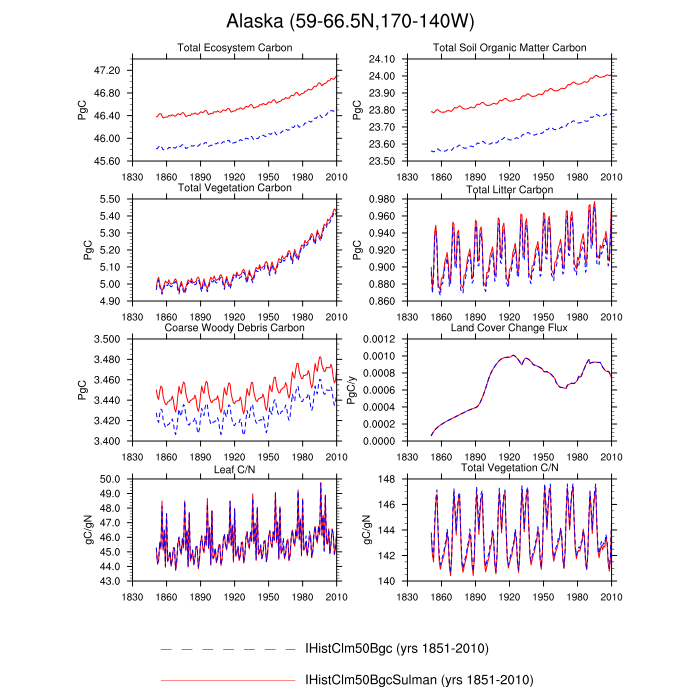 Alaska (59-66.5N,170-140W)
Total Ecosystem Carbon
Total Soil Organic Matter Carbon
PgC
47.20
46.80
46.40
46.00
45.60
1830 1860 1890 1920 1950 1980 2010
PgC
24.10
24.00
23.90
23.80
23.70
23.60
23.50
1830 1860 1890 1920 1950 1980 2010
Total Vegetation Carbon
Total Litter Carbon
PgC
5.50
5.40
5.30
5.20
5.10
5.00
4.90
1830 1860 1890 1920 1950 1980 2010
PgC
0.980
0.960
0.940
0.920
0.900
0.880
0.860
1830 1860 1890 1920 1950 1980 2010
Coarse Woody Debris Carbon
Land Cover Change Flux
PgC
3.500
3.480
3.460
3.440
3.420
3.400
1830 1860 1890 1920 1950 1980 2010
PgC/y
0.0012
0.0010
0.0008
0.0006
0.0004
0.0002
0.0000
1830 1860 1890 1920 1950 1980 2010
Leaf C/N
Total Vegetation C/N
gC/gN
50.0
49.0
48.0
47.0
46.0
45.0
44.0
43.0
1830 1860 1890 1920 1950 1980 2010
gC/gN
148
146
144
142
140
1830 1860 1890 1920 1950 1980 2010
IHistClm50Bgc (yrs 1851-2010)
IHistClm50BgcSulman (yrs 1851-2010)